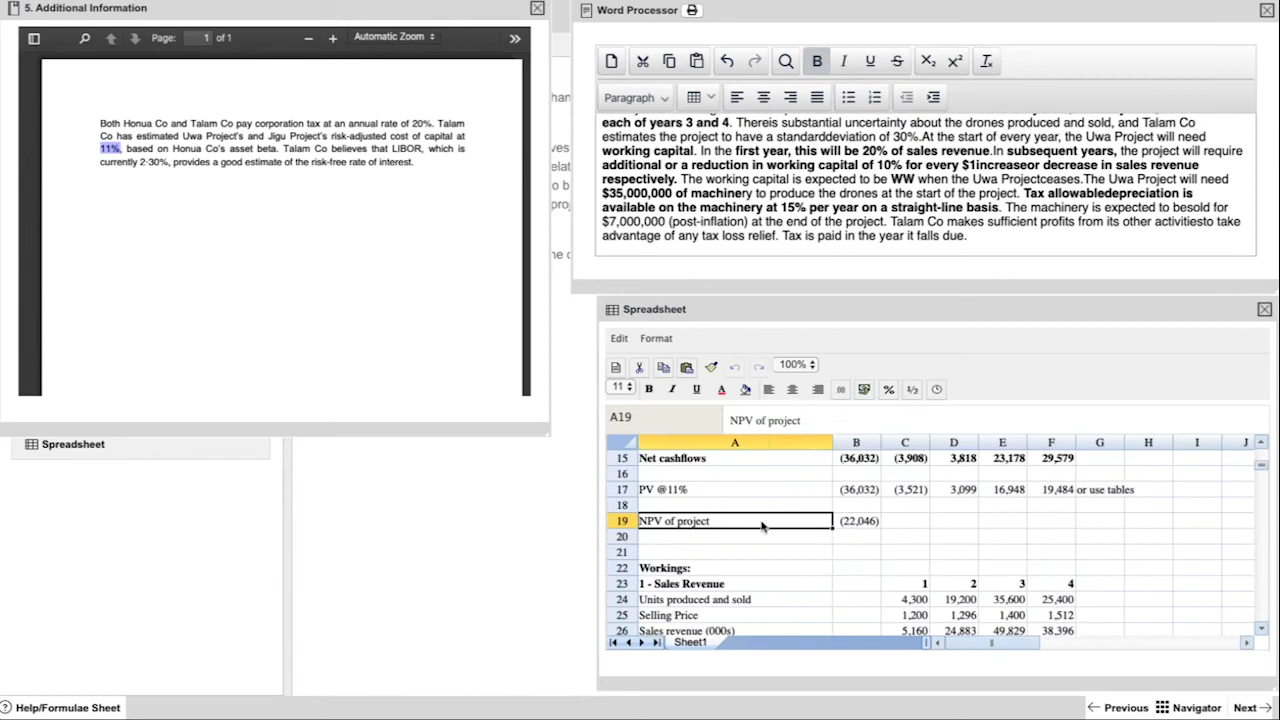 5. Additional Information
Page: 1 of 1
Automatic Zoom
Both Honua Co and Talam Co pay corporation tax at an annual rate of 20%. Talam
Co has estimated Uwa Project's and Jigu Project's risk-adjusted cost of capital at
11%, based on Honua Co's asset beta. Talam Co believes that LIBOR, which is
currently 2·30%, provides a good estimate of the risk-free rate of interest.
Spreadsheet
Word Processor
Paragraph
each of years 3 and 4. Thereis substantial uncertainty about the drones produced and sold, and Talam Co
estimates the project to have a standarddeviation of 30%.At the start of every year, the Uwa Project will need
working capital. In the first year, this will be 20% of sales revenue.In subsequent years, the project will require
additional or a reduction in working capital of 10% for every $1increaseor decrease in sales revenue
respectively. The working capital is expected to be WW when the Uwa Projectceases.The Uwa Project will need
$35,000,000 of machinery to produce the drones at the start of the project. Tax allowabledepreciation is
available on the machinery at 15% per year on a straight-line basis. The machinery is expected to besold for
$7,000,000 (post-inflation) at the end of the project. Talam Co makes sufficient profits from its other activitiesto take
advantage of any tax loss relief. Tax is paid in the year it falls due.
Spreadsheet
Edit Format
100%
11
A19 NPV of project
A B C D E F G H I J
15 Net cashflows (36,032) (3,908) 3,818 23,178 29,579
16
17 PV @11% (36,032) (3,521) 3,099 16,948 19,484 or use tables
18
19 NPV of project (22,046)
20
21
22 Workings:
23 1 - Sales Revenue 1 2 3 4
24 Units produced and sold 4,300 19,200 35,600 25,400
25 Selling Price 1,200 1,296 1,400 1,512
26 Sales revenue (000s) 5,160 24,883 49,829 38,396
Sheet1
Help/Formulae Sheet
Previous Navigator Next